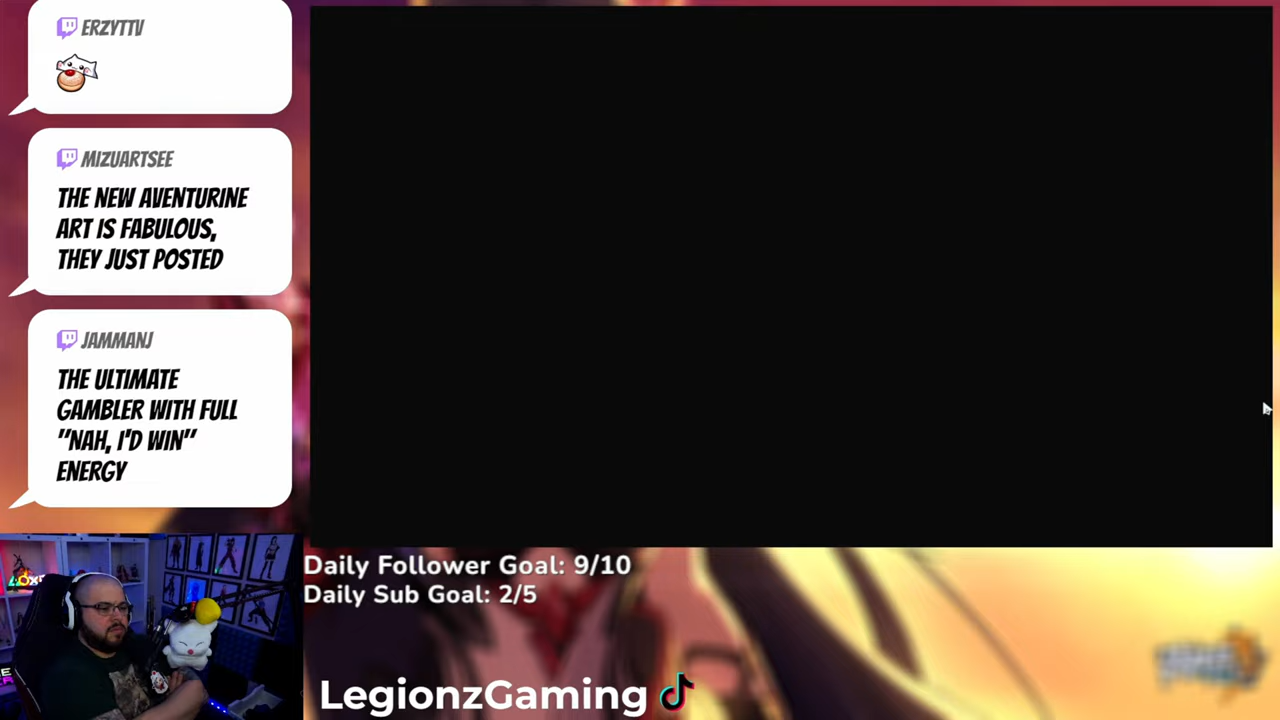 ERZYTTV
MIZUARTSEE
THE NEW AVENTURINE
ART IS FABULOUS,
THEY JUST POSTED
JAMMANJ
THE ULTIMATE
GAMBLER WITH FULL
"NAH, I'D WIN"
ENERGY
Daily Follower Goal: 9/10
Daily Sub Goal: 2/5
LegionzGaming